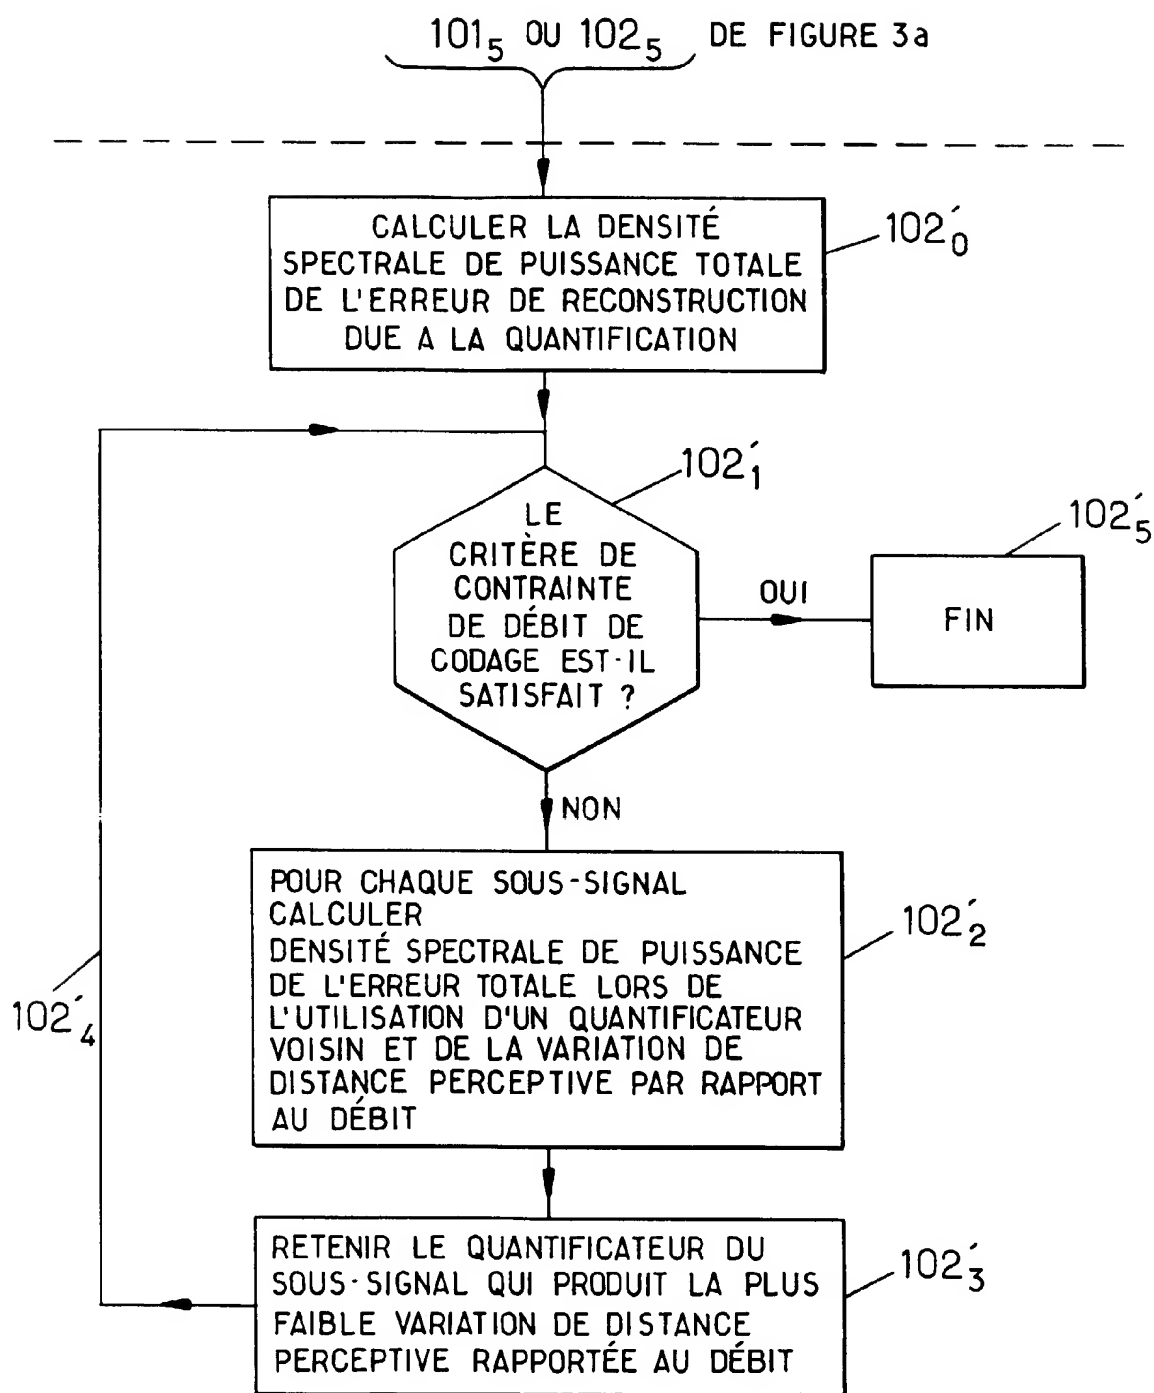 101₅ OU 102₅ DE FIGURE 3a
CALCULER LA DENSITÉ
SPECTRALE DE PUISSANCE TOTALE
DE L'ERREUR DE RECONSTRUCTION
DUE A LA QUANTIFICATION
102´₀
LE
CRITÈRE DE
CONTRAINTE
DE DÉBIT DE
CODAGE EST-IL
SATISFAIT ?
102´₁
OUI
FIN
102´₅
NON
POUR CHAQUE SOUS-SIGNAL
CALCULER
DENSITÉ SPECTRALE DE PUISSANCE
DE L'ERREUR TOTALE LORS DE
L'UTILISATION D'UN QUANTIFICATEUR
VOISIN ET DE LA VARIATION DE
DISTANCE PERCEPTIVE PAR RAPPORT
AU DÉBIT
102´₂
102´₄
RETENIR LE QUANTIFICATEUR DU
SOUS-SIGNAL QUI PRODUIT LA PLUS
FAIBLE VARIATION DE DISTANCE
PERCEPTIVE RAPPORTÉE AU DÉBIT
102´₃